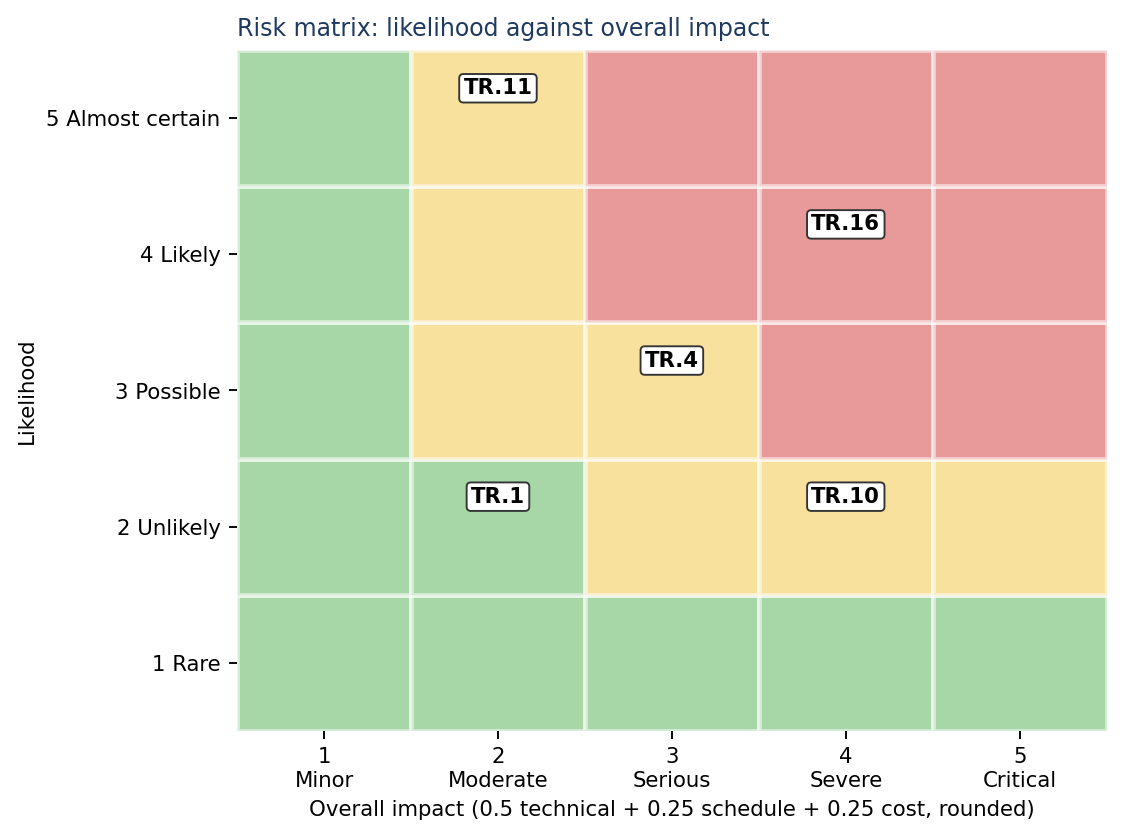 Risk matrix: likelihood against overall impact
5 Almost certain
TR.11
4 Likely
TR.16
3 Possible
TR.4
Likelihood
2 Unlikely
TR.1
TR.10
1 Rare
1
Minor
2
Moderate
3
Serious
4
Severe
5
Critical
Overall impact (0.5 technical + 0.25 schedule + 0.25 cost, rounded)